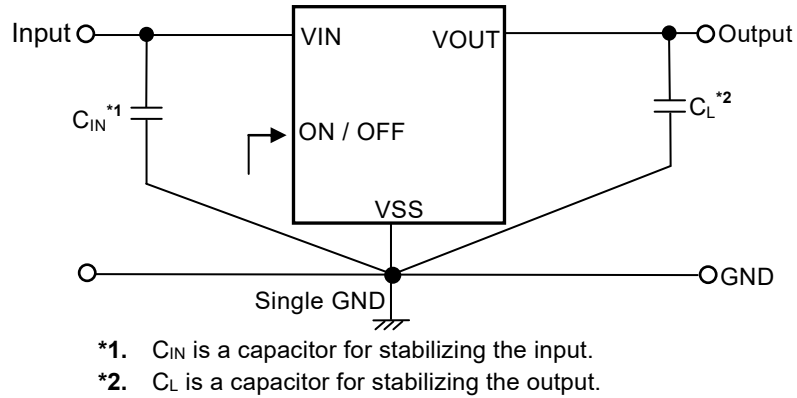 Input
VIN
VOUT
Output
CIN*1
CL*2
ON / OFF
VSS
GND
Single GND
*1. CIN is a capacitor for stabilizing the input.
*2. CL is a capacitor for stabilizing the output.